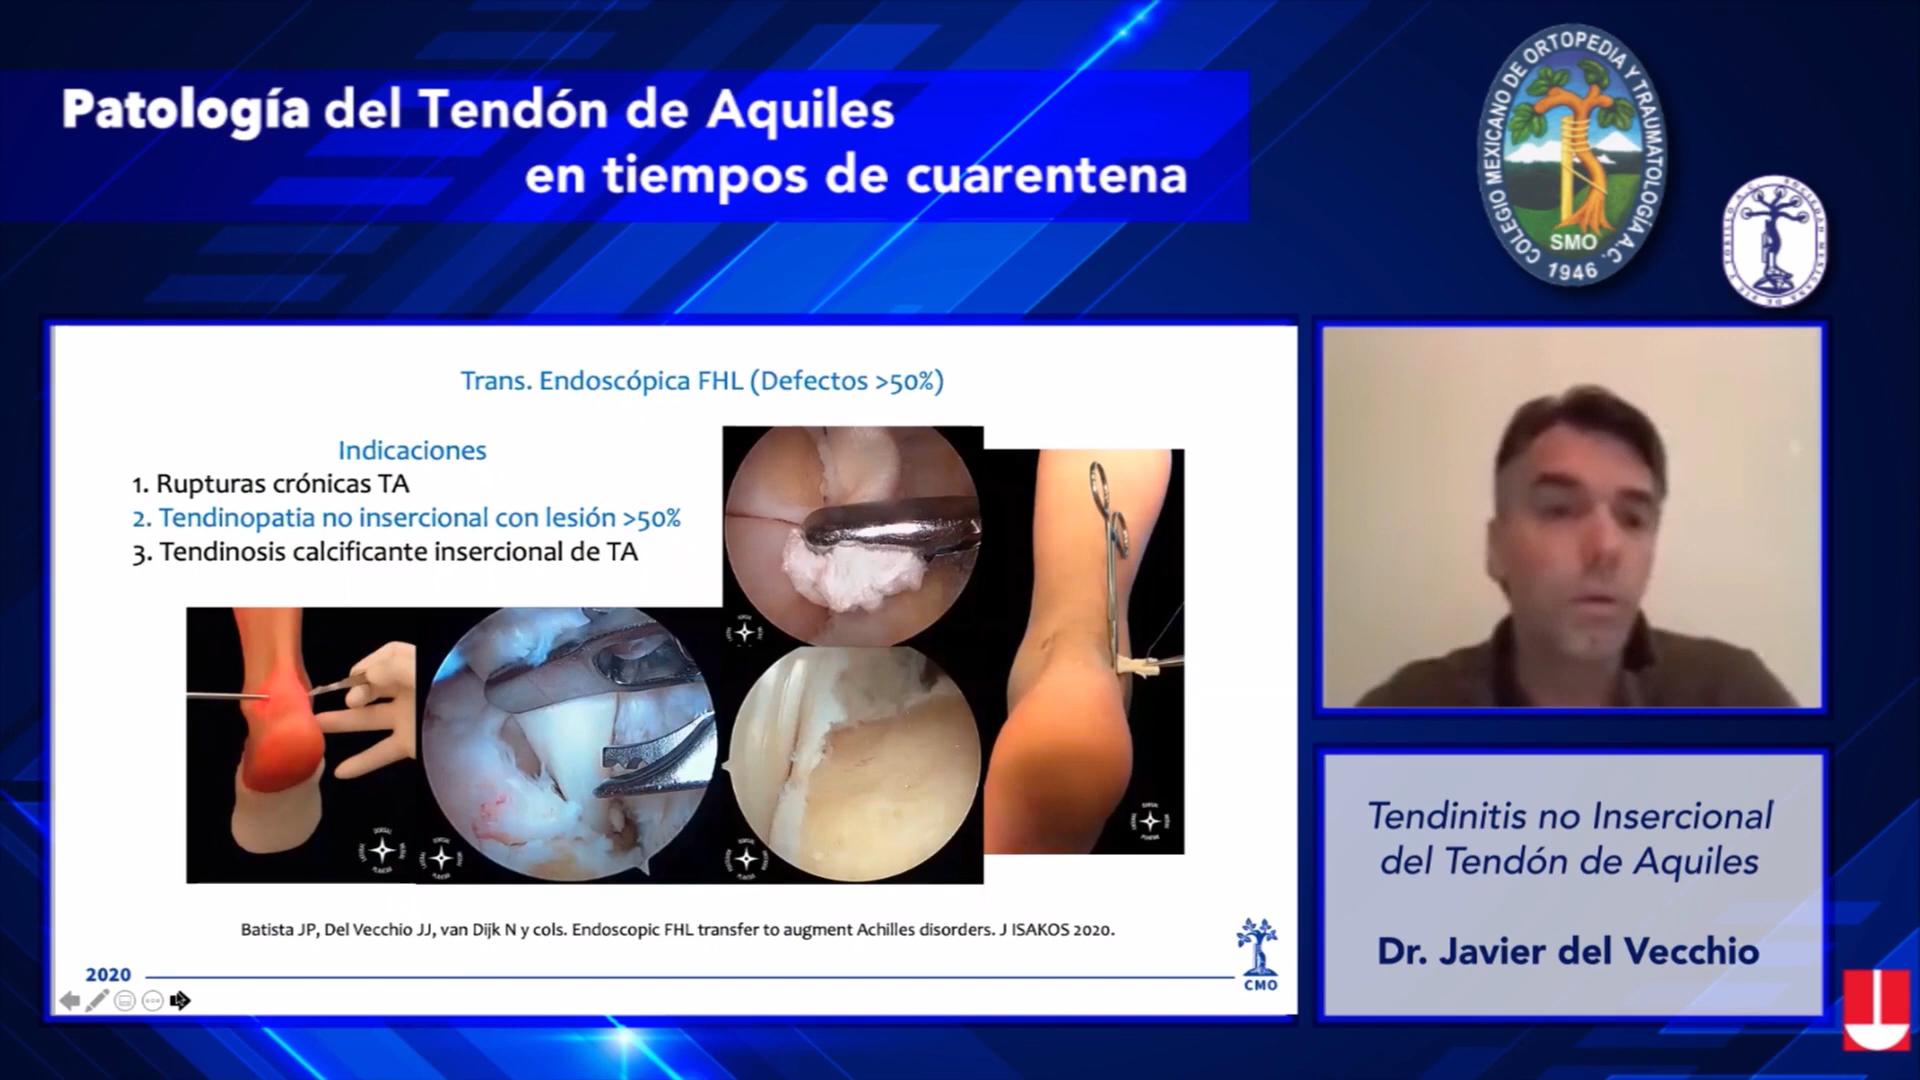 Patología del Tendón de Aquiles
en tiempos de cuarentena
COLEGIO MEXICANO DE ORTOPEDIA Y TRAUMATOLOGÍA A.C.
SMO
1946
Trans. Endoscópica FHL (Defectos >50%)
Indicaciones
1. Rupturas crónicas TA
2. Tendinopatia no insercional con lesión >50%
3. Tendinosis calcificante insercional de TA
Batista JP, Del Vecchio JJ, van Dijk N y cols. Endoscopic FHL transfer to augment Achilles disorders. J ISAKOS 2020.
2020
CMO
Tendinitis no Insercional
del Tendón de Aquiles
Dr. Javier del Vecchio